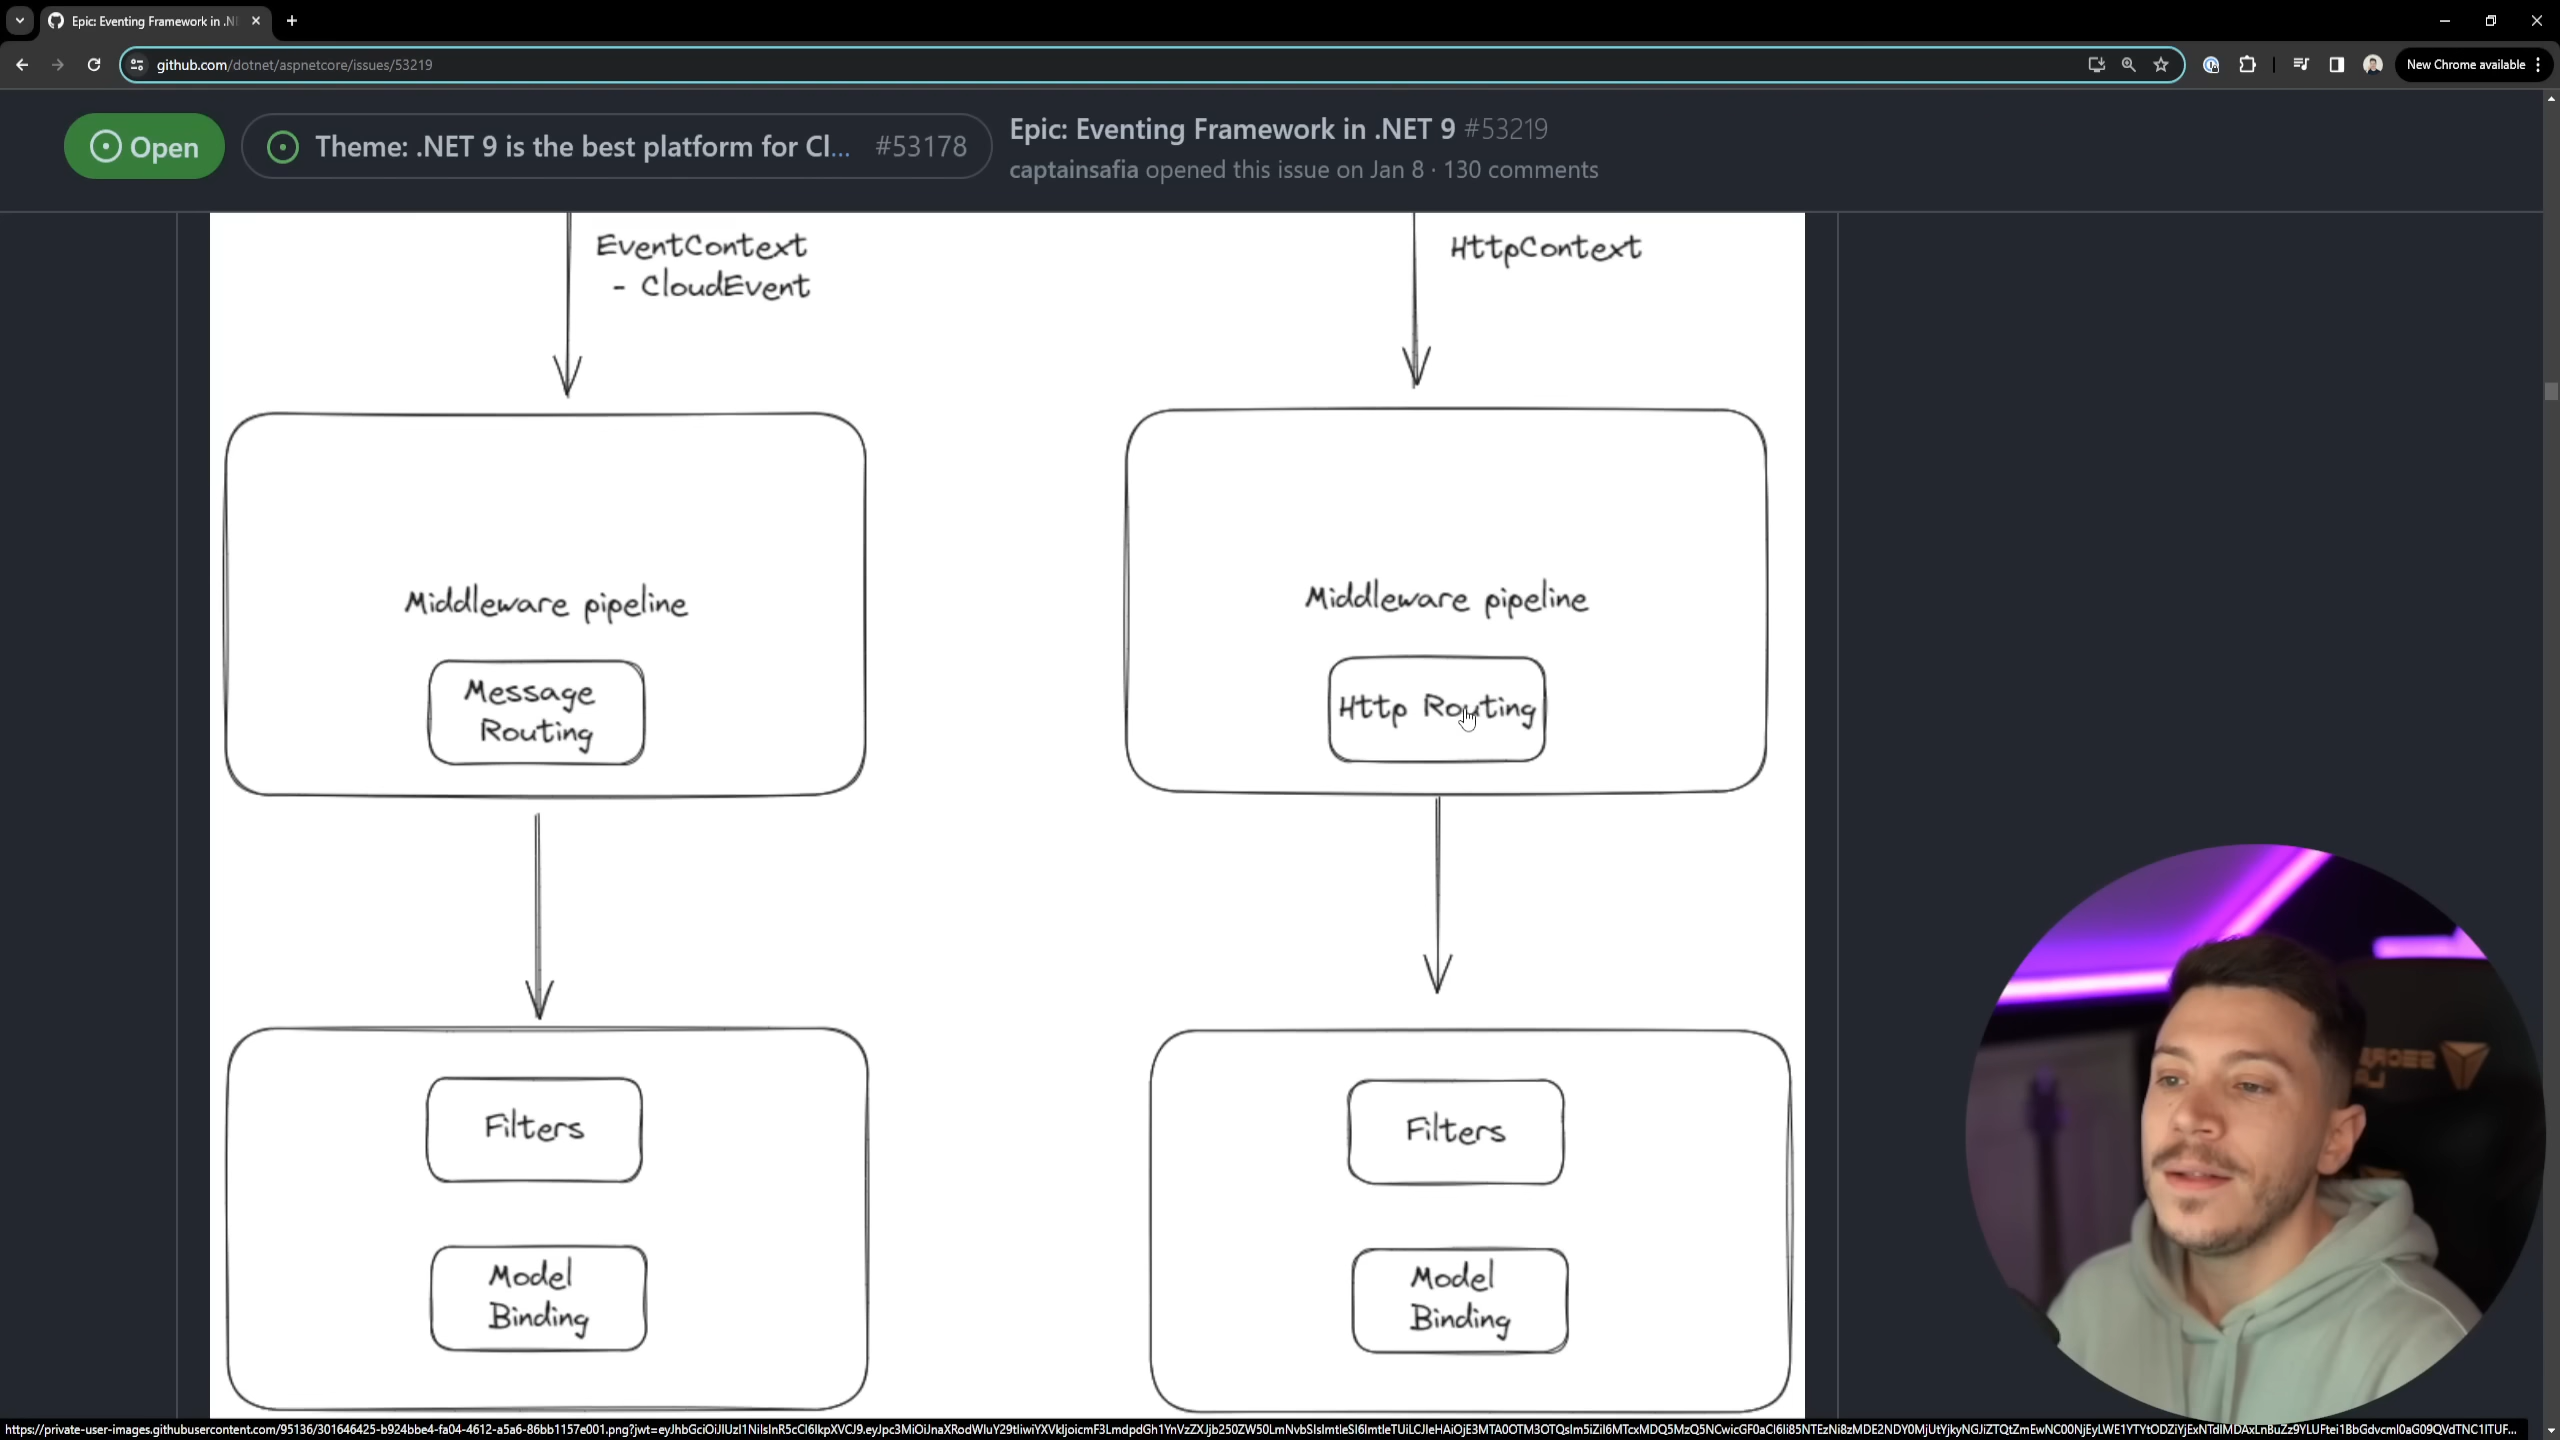 Epic: Eventing Framework in .N
github.com/dotnet/aspnetcore/issues/53219
New Chrome available
Open
Theme: .NET 9 is the best platform for Cl... #53178
Epic: Eventing Framework in .NET 9 #53219
captainsafia opened this issue on Jan 8 · 130 comments
EventContext
- CloudEvent
HttpContext
Middleware pipeline
Message
Routing
Middleware pipeline
Http Routing
Filters
Model
Binding
Filters
Model
Binding